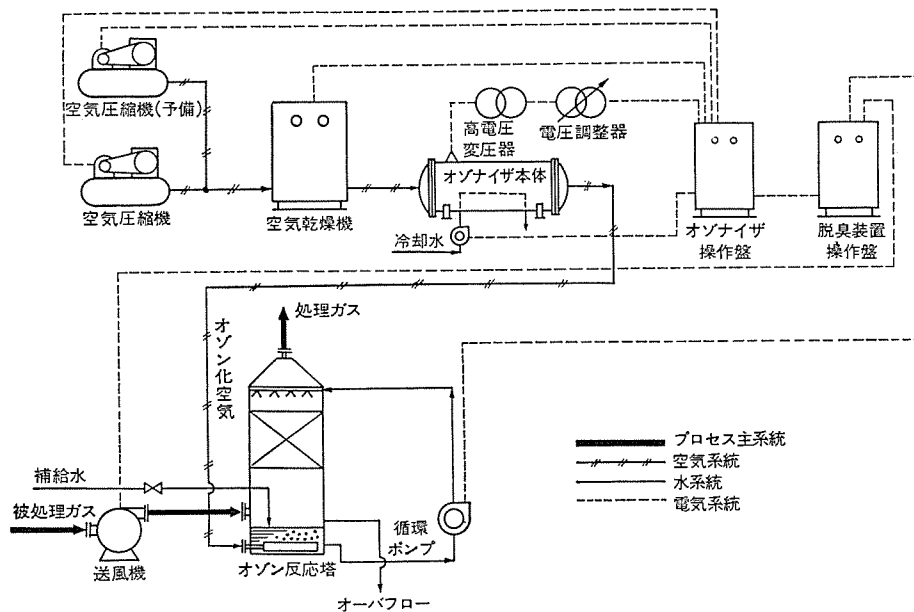 空気圧縮機(予備)
空気圧縮機
空気乾燥機
高電圧
変圧器
電圧調整器
オゾナイザ本体
冷却水
オゾナイザ
操作盤
脱臭装置
操作盤
処理ガス
オゾン化空気
補給水
被処理ガス
送風機
オゾン反応塔
循環
ポンプ
オーバフロー
プロセス主系統
空気系統
水系統
電気系統